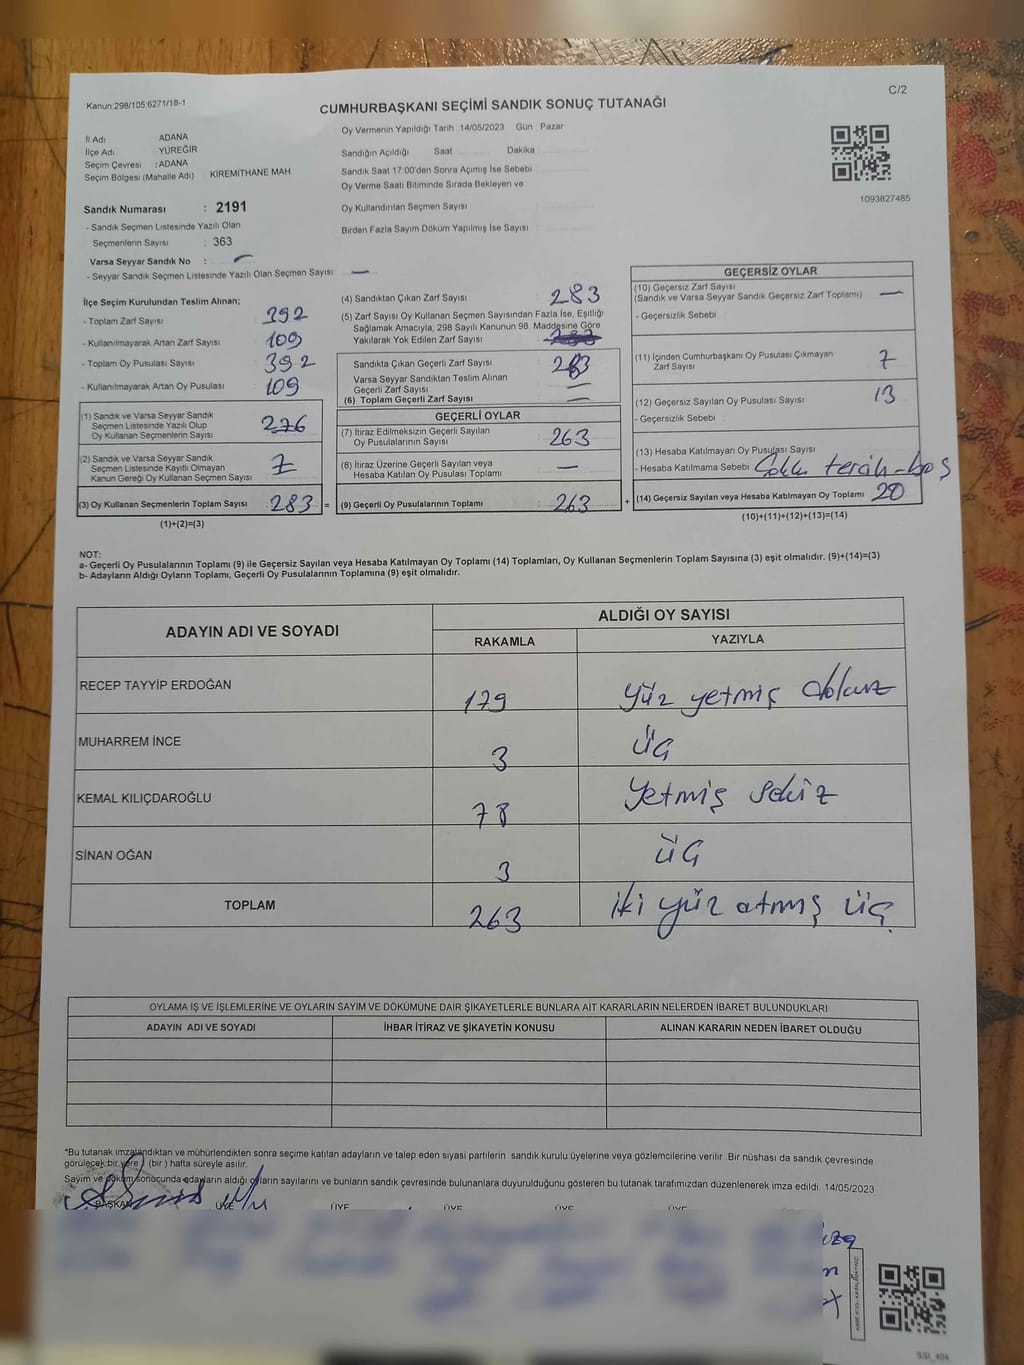 Kanun:298/105;6271/18-1
C/2
CUMHURBAŞKANI SEÇİMİ SANDIK SONUÇ TUTANAĞI
İl Adı ADANA
İlçe Adı YÜREĞİR
Seçim Çevresi : ADANA
Seçim Bölgesi (Mahalle Adı) KİREMİTHANE MAH
Oy Vermenin Yapıldığı Tarih :14/05/2023 Gün : Pazar
Sandığın Açıldığı Saat Dakika
Sandık Saat 17:00'den Sonra Açımış İse Sebebi
Oy Verme Saati Bitiminde Sırada Bekleyen ve
Oy Kullandırılan Seçmen Sayısı
Birden Fazla Sayım Döküm Yapılmış İse Sayısı
1093827485
Sandık Numarası : 2191
- Sandık Seçmen Listesinde Yazılı Olan
Seçmenlerin Sayısı : 363
Varsa Seyyar Sandık No : —
- Seyyar Sandık Seçmen Listesinde Yazılı Olan Seçmen Sayısı : —
İlçe Seçim Kurulundan Teslim Alınan;
- Toplam Zarf Sayısı 392
- Kullanılmayarak Artan Zarf Sayısı 109
- Toplam Oy Pusulası Sayısı 392
- Kullanılmayarak Artan Oy Pusulası 109
(1) Sandık ve Varsa Seyyar Sandık
Seçmen Listesinde Yazılı Olup
Oy Kullanan Seçmenlerin Sayısı 276
(2) Sandık ve Varsa Seyyar Sandık
Seçmen Listesinde Kayıtlı Olmayan
Kanun Gereği Oy Kullanan Seçmen Sayısı 7
(3) Oy Kullanan Seçmenlerin Toplam Sayısı 283 =
(1)+(2)=(3)
(4) Sandıktan Çıkan Zarf Sayısı 283
(5) Zarf Sayısı Oy Kullanan Seçmen Sayısından Fazla İse, Eşitliği
Sağlamak Amacıyla, 298 Sayılı Kanunun 98. Maddesine Göre
Yakılarak Yok Edilen Zarf Sayısı
Sandıkta Çıkan Geçerli Zarf Sayısı 283
Varsa Seyyar Sandıktan Teslim Alınan
Geçerli Zarf Sayısı —
(6) Toplam Geçerli Zarf Sayısı —
GEÇERLİ OYLAR
(7) İtiraz Edilmeksizin Geçerli Sayılan
Oy Pusulalarının Sayısı 263
(8) İtiraz Üzerine Geçerli Sayılan veya
Hesaba Katılan Oy Pusulası Toplamı —
(9) Geçerli Oy Pusulalarının Toplamı 263 +
GEÇERSİZ OYLAR
(10) Geçersiz Zarf Sayısı
(Sandık ve Varsa Seyyar Sandık Geçersiz Zarf Toplamı) —
- Geçersizlik Sebebi :
(11) İçinden Cumhurbaşkanı Oy Pusulası Çıkmayan
Zarf Sayısı 7
(12) Geçersiz Sayılan Oy Pusulası Sayısı 13
- Geçersizlik Sebebi :
(13) Hesaba Katılmayan Oy Pusulası Sayısı
- Hesaba Katılmama Sebebi tercih-boş
(14) Geçersiz Sayılan veya Hesaba Katılmayan Oy Toplamı 20
(10)+(11)+(12)+(13)=(14)
NOT:
a- Geçerli Oy Pusulalarının Toplamı (9) ile Geçersiz Sayılan veya Hesaba Katılmayan Oy Toplamı (14) Toplamları, Oy Kullanan Seçmenlerin Toplam Sayısına (3) eşit olmalıdır. (9)+(14)=(3)
b- Adayların Aldığı Oyların Toplamı, Geçerli Oy Pusulalarının Toplamına (9) eşit olmalıdır.
ADAYIN ADI VE SOYADI
ALDIĞI OY SAYISI
RAKAMLA YAZIYLA
RECEP TAYYİP ERDOĞAN 179 yüz yetmiş dokuz
MUHARREM İNCE 3 üç
KEMAL KILIÇDAROĞLU 78 yetmiş sekiz
SİNAN OĞAN 3 üç
TOPLAM 263 iki yüz atmış üç
OYLAMA İŞ VE İŞLEMLERİNE VE OYLARIN SAYIM VE DÖKÜMÜNE DAİR ŞİKAYETLERLE BUNLARA AİT KARARLARIN NELERDEN İBARET BULUNDUKLARI
ADAYIN ADI VE SOYADI İHBAR İTİRAZ VE ŞİKAYETİN KONUSU ALINAN KARARIN NEDEN İBARET OLDUĞU
*Bu tutanak imzalandıktan ve mühürlendikten sonra seçime katılan adayların ve talep eden siyasi partilerin sandık kurulu üyelerine veya gözlemcilerine verilir. Bir nüshası da sandık çevresinde
görülecek bir yere 1 (bir) hafta süreyle asılır.
Sayım ve döküm sonucunda adayların aldığı oyların sayılarını ve bunların sandık çevresinde bulunanlara duyurulduğunu gösteren bu tutanak tarafımızdan düzenlenerek imza edildi. 14/05/2023
BAŞKAN ÜYE ÜYE ÜYE ÜYE ÜYE